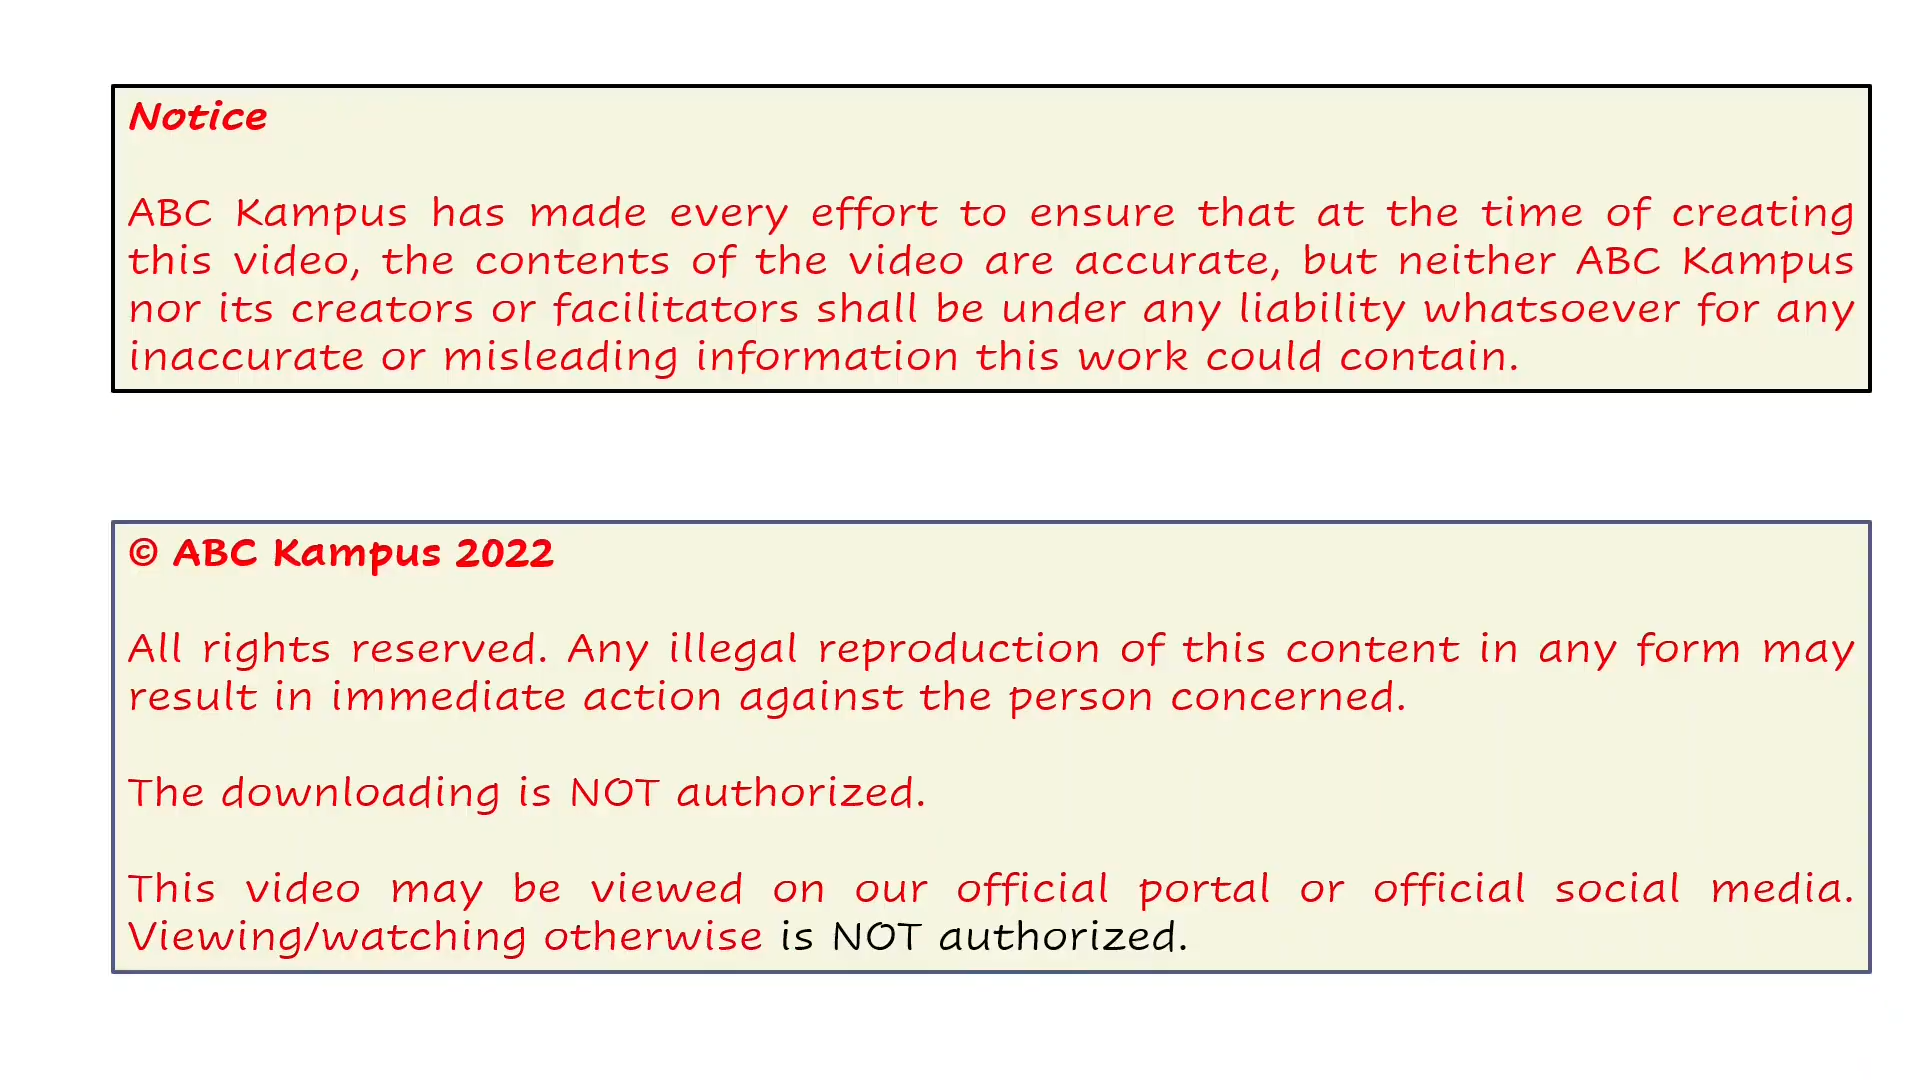 Notice
ABC Kampus has made every effort to ensure that at the time of creating
this video, the contents of the video are accurate, but neither ABC Kampus
nor its creators or facilitators shall be under any liability whatsoever for any
inaccurate or misleading information this work could contain.
© ABC Kampus 2022
All rights reserved. Any illegal reproduction of this content in any form may
result in immediate action against the person concerned.
The downloading is NOT authorized.
This video may be viewed on our official portal or official social media.
Viewing/watching otherwise is NOT authorized.